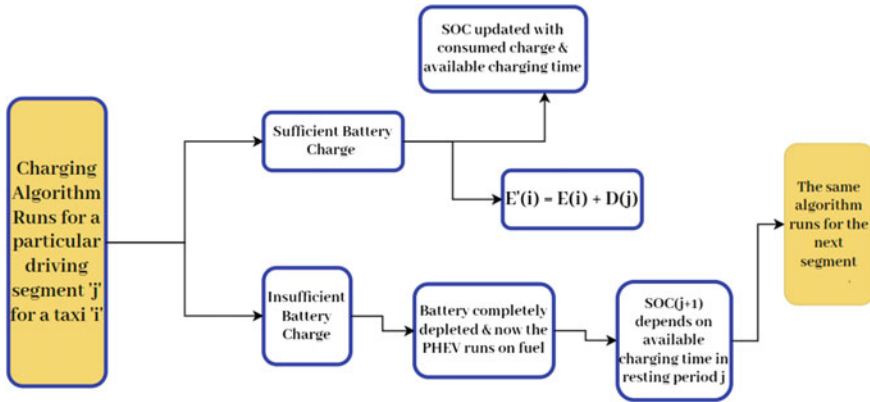 Charging
Algorithm
Runs for a
particular
driving
segment 'j'
for a taxi 'i'
Sufficient Battery
Charge
SOC updated with
consumed charge &
available charging time
E'(i) = E(i) + D(j)
Insufficient
Battery
Charge
Battery completely
depleted & now the
PHEV runs on fuel
SOC(j+1)
depends on
available
charging time in
resting period j
The same
algorithm
runs for the
next
segment